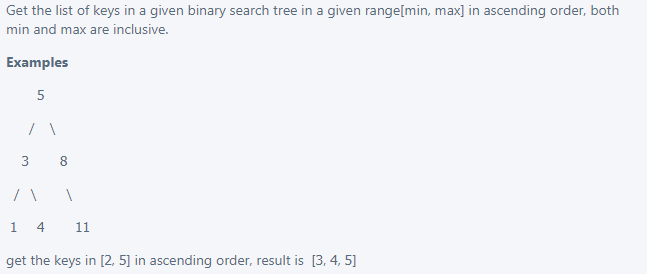 Get the list of keys in a given binary search tree in a given range[min, max] in ascending order, both
min and max are inclusive.
Examples
5
/ \
3 8
/ \ \
1 4 11
get the keys in [2, 5] in ascending order, result is [3, 4, 5]